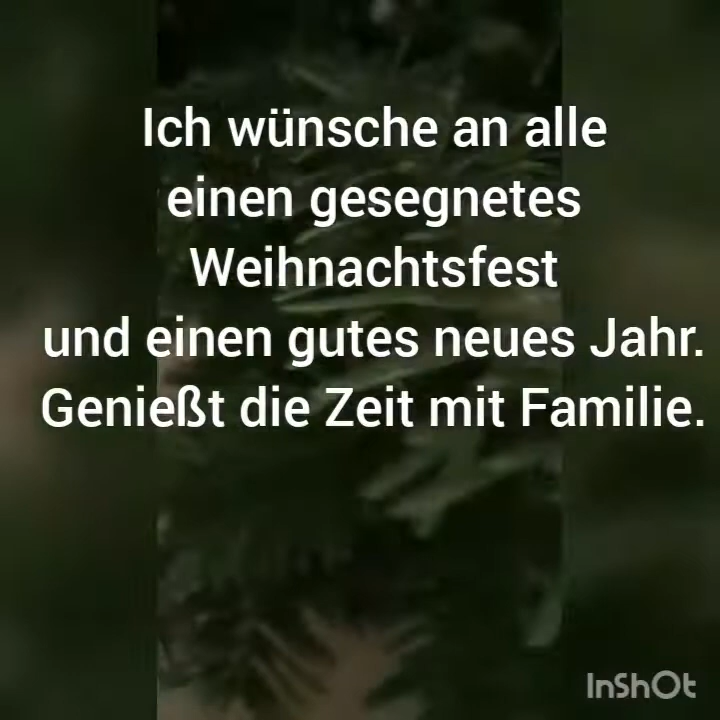 Ich wünsche an alle
einen gesegnetes
Weihnachtsfest
und einen gutes neues Jahr.
Genießt die Zeit mit Familie.
InShOt